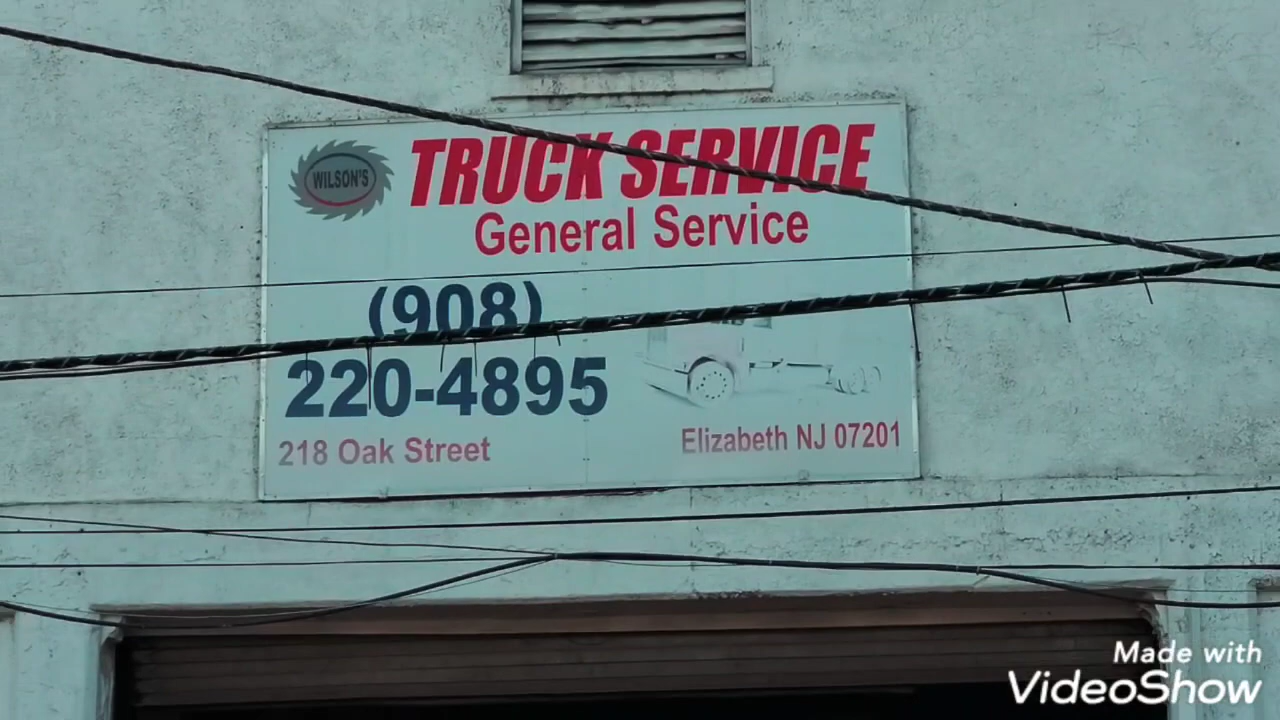 WILSON'S
TRUCK SERVICE
General Service
(908)
220-4895
218 Oak Street
Elizabeth NJ 07201
Made with
VideoShow